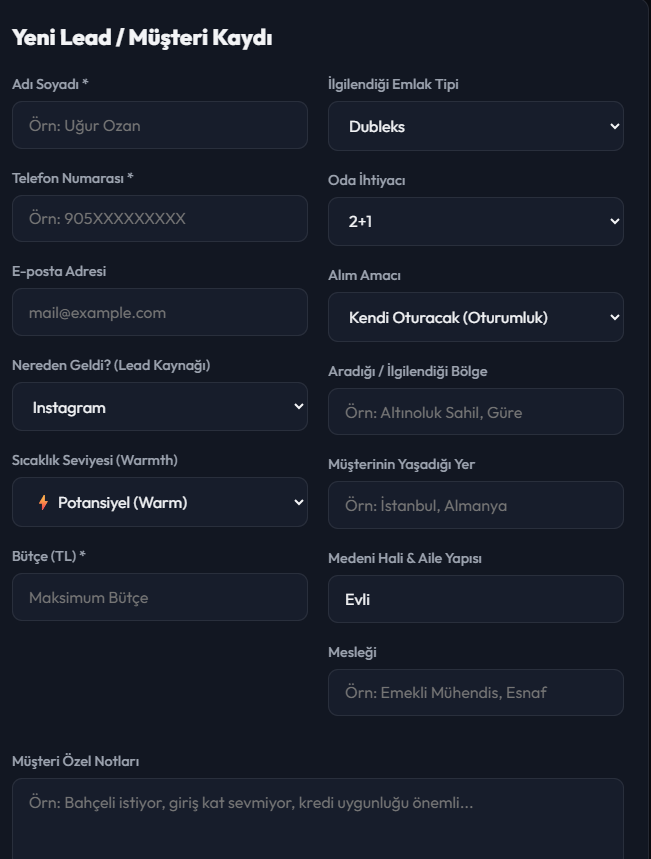 Yeni Lead / Müşteri Kaydı
Adı Soyadı *
Örn: Uğur Ozan
Telefon Numarası *
Örn: 905XXXXXXXXX
E-posta Adresi
mail@example.com
Nereden Geldi? (Lead Kaynağı)
Instagram
Sıcaklık Seviyesi (Warmth)
⚡ Potansiyel (Warm)
Bütçe (TL) *
Maksimum Bütçe
İlgilendiği Emlak Tipi
Dubleks
Oda İhtiyacı
2+1
Alım Amacı
Kendi Oturacak (Oturumluk)
Aradığı / İlgilendiği Bölge
Örn: Altınoluk Sahil, Güre
Müşterinin Yaşadığı Yer
Örn: İstanbul, Almanya
Medeni Hali & Aile Yapısı
Evli
Mesleği
Örn: Emekli Mühendis, Esnaf
Müşteri Özel Notları
Örn: Bahçeli istiyor, giriş kat sevmiyor, kredi uygunluğu önemli...